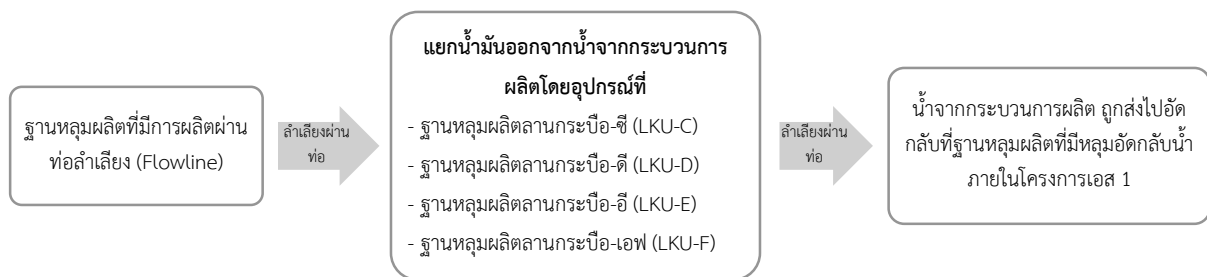 ฐานหลุมผลิตที่มีการผลิตผ่าน
ท่อลำเลียง (Flowline)
ลำเลียงผ่าน
ท่อ
แยกน้ำมันออกจากน้ำจากกระบวนการ
ผลิตโดยอุปกรณ์ที่
- ฐานหลุมผลิตลานกระบือ-ซี (LKU-C)
- ฐานหลุมผลิตลานกระบือ-ดี (LKU-D)
- ฐานหลุมผลิตลานกระบือ-อี (LKU-E)
- ฐานหลุมผลิตลานกระบือ-เอฟ (LKU-F)
ลำเลียงผ่าน
ท่อ
น้ำจากกระบวนการผลิต ถูกส่งไปอัด
กลับที่ฐานหลุมผลิตที่มีหลุมอัดกลับน้ำ
ภายในโครงการเอส 1